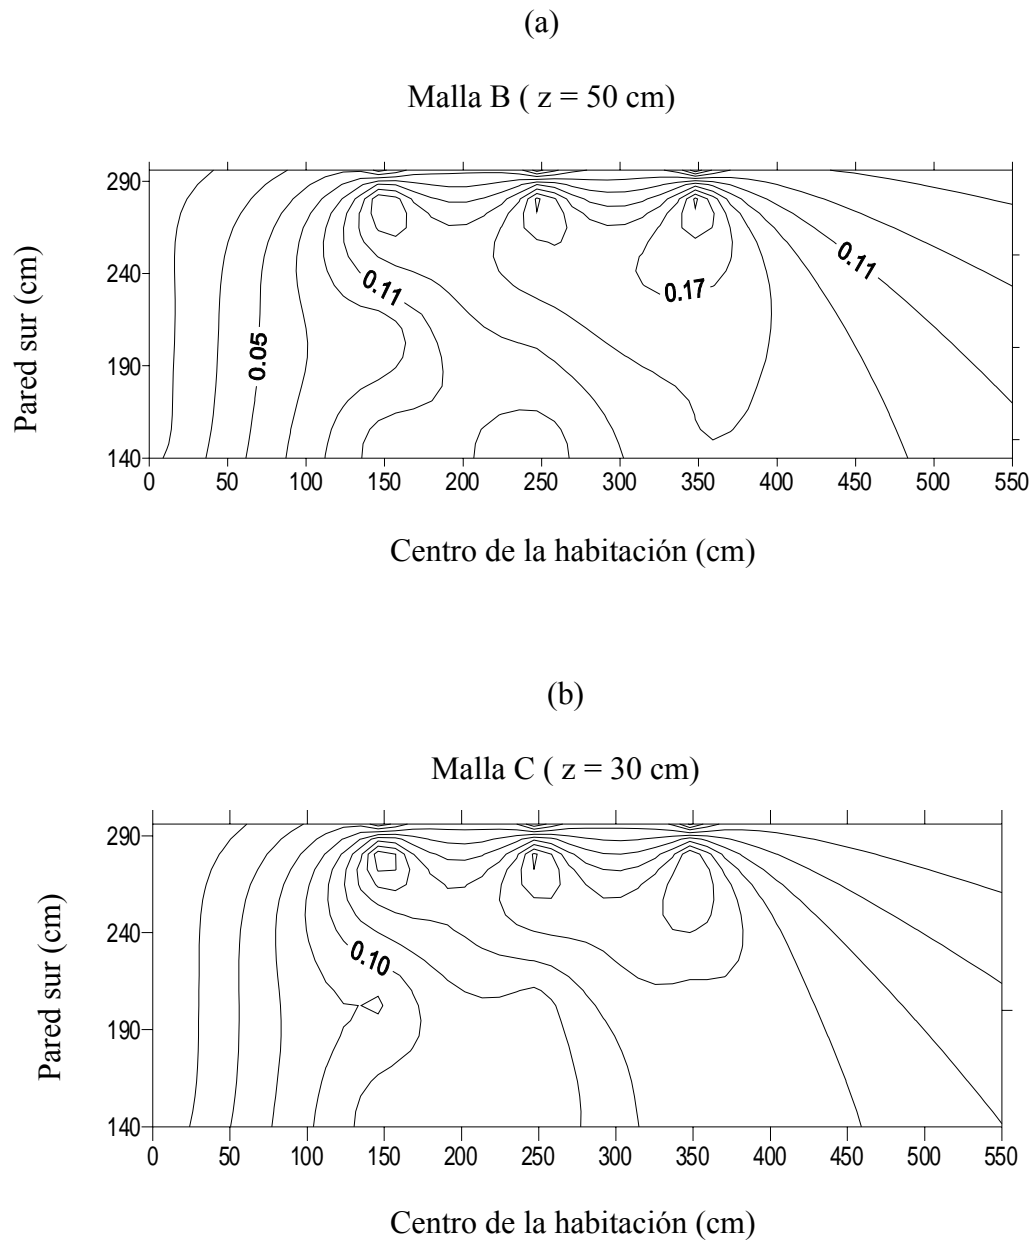 (a)
Malla B ( z = 50 cm)
Pared sur (cm)
290
240
190
140
0.05
0.11
0.17
0.11
0 50 100 150 200 250 300 350 400 450 500 550
Centro de la habitación (cm)
(b)
Malla C ( z = 30 cm)
Pared sur (cm)
290
240
190
140
0.10
0 50 100 150 200 250 300 350 400 450 500 550
Centro de la habitación (cm)